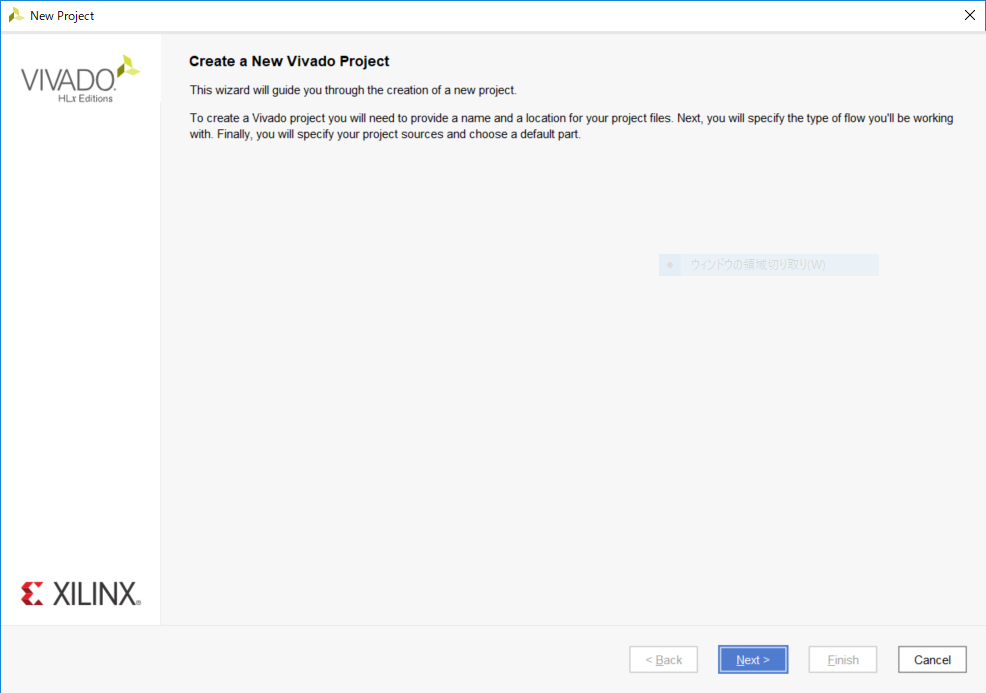 New Project
VIVADO.
HLx Editions
Create a New Vivado Project
This wizard will guide you through the creation of a new project.
To create a Vivado project you will need to provide a name and a location for your project files. Next, you will specify the type of flow you'll be working
with. Finally, you will specify your project sources and choose a default part.
ウィンドウの領域切り取り(W)
XILINX®
< Back
Next >
Finish
Cancel